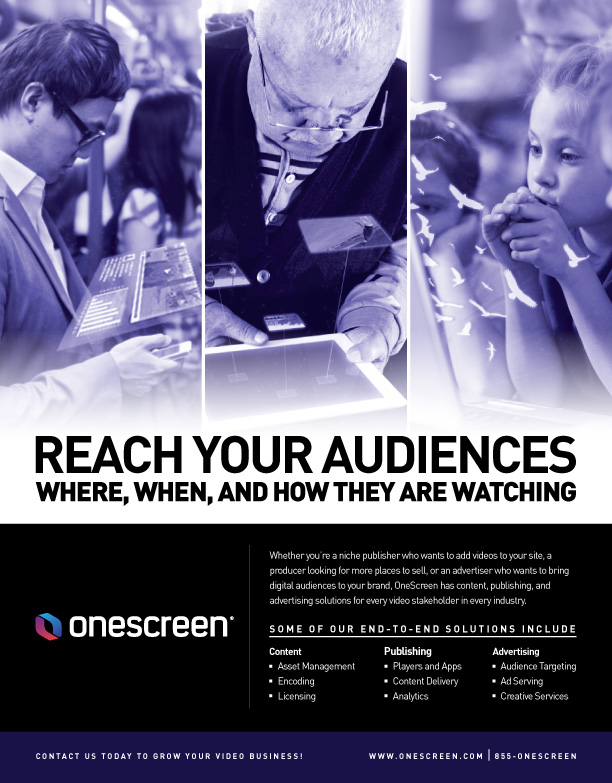 REACH YOUR AUDIENCES
WHERE, WHEN, AND HOW THEY ARE WATCHING
Whether you're a niche publisher who wants to add videos to your site, a
producer looking for more places to sell, or an advertiser who wants to bring
digital audiences to your brand, OneScreen has content, publishing, and
advertising solutions for every video stakeholder in every industry.
onescreen®
SOME OF OUR END-TO-END SOLUTIONS INCLUDE
Content
▪ Asset Management
▪ Encoding
▪ Licensing
Publishing
▪ Players and Apps
▪ Content Delivery
▪ Analytics
Advertising
▪ Audience Targeting
▪ Ad Serving
▪ Creative Services
CONTACT US TODAY TO GROW YOUR VIDEO BUSINESS!
WWW.ONESCREEN.COM | 855-ONESCREEN